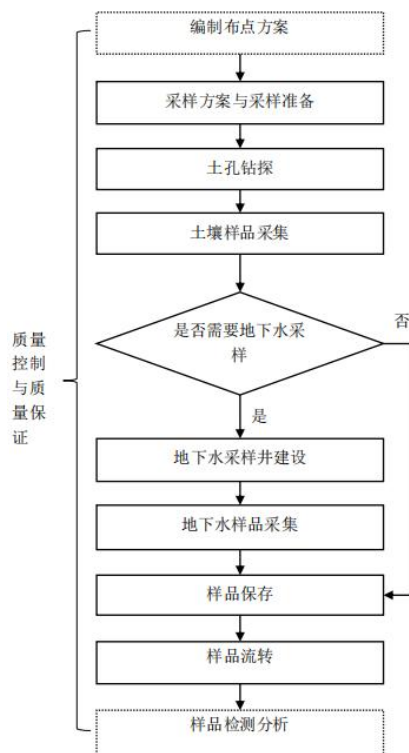 编制布点方案
采样方案与采样准备
土孔钻探
土壤样品采集
是否需要地下水采
样
否
是
质量
控制
与质
量保
证
地下水采样井建设
地下水样品采集
样品保存
样品流转
样品检测分析